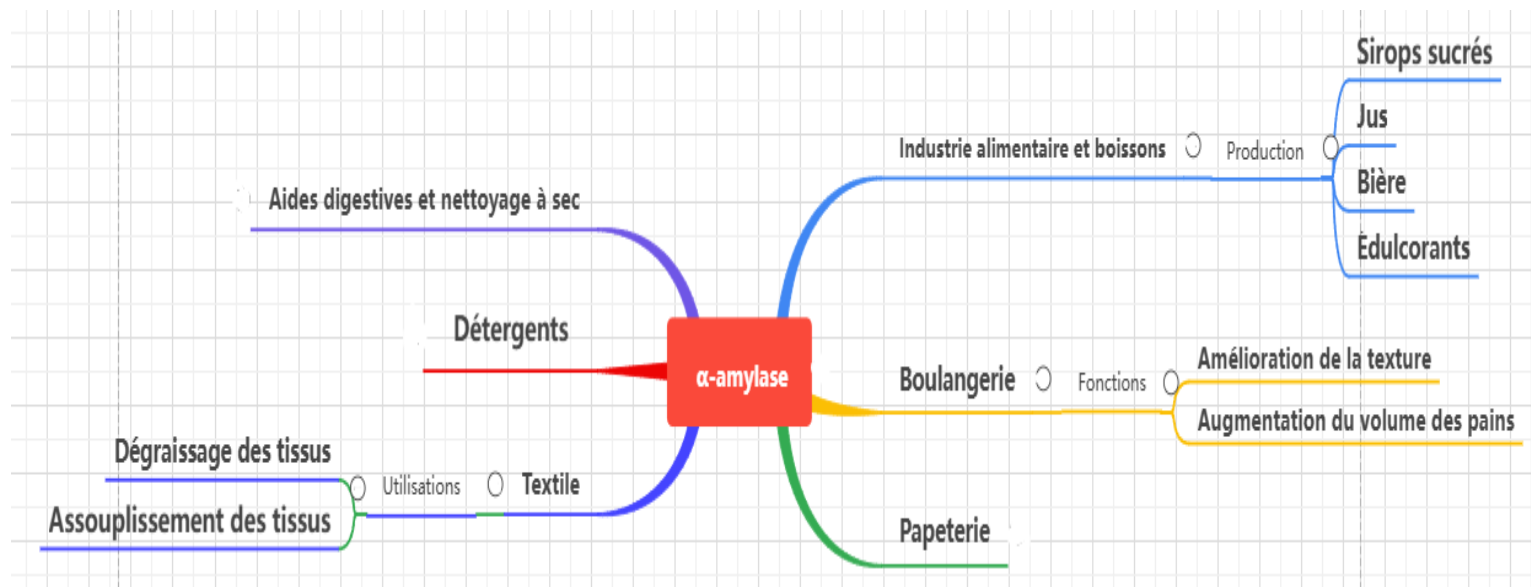 α-amylase
Industrie alimentaire et boissons
Production
Sirops sucrés
Jus
Bière
Édulcorants
Boulangerie
Fonctions
Amélioration de la texture
Augmentation du volume des pains
Papeterie
Aides digestives et nettoyage à sec
Détergents
Textile
Utilisations
Dégraissage des tissus
Assouplissement des tissus